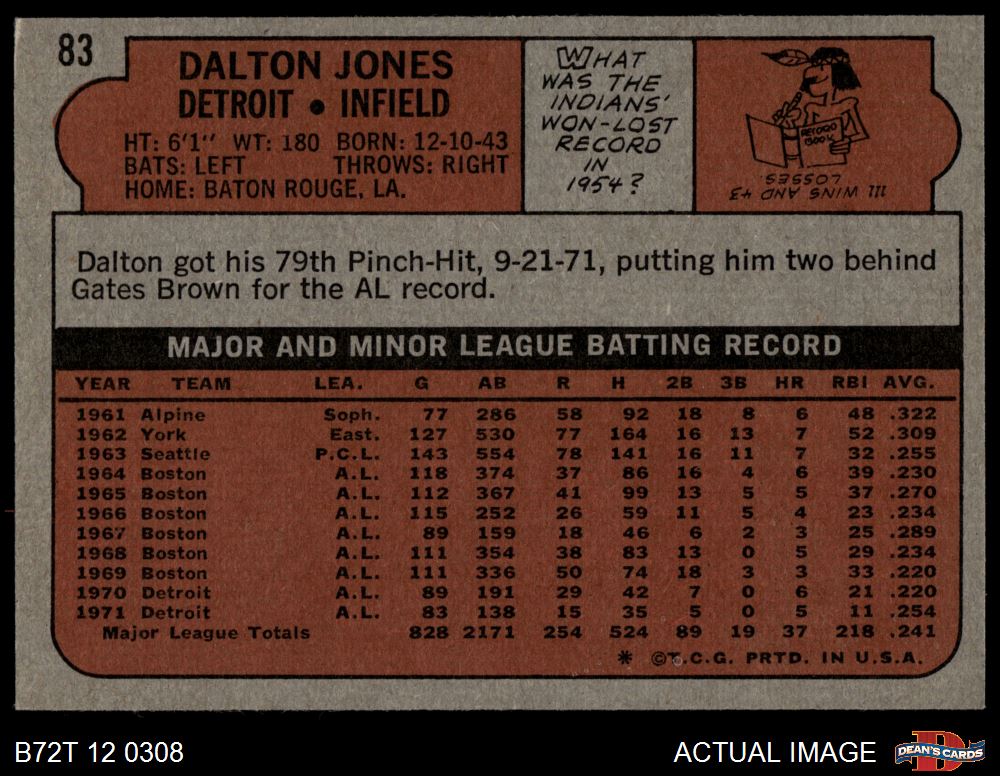 83
DALTON JONES
DETROIT • INFIELD
HT: 6'1" WT: 180 BORN: 12-10-43
BATS: LEFT THROWS: RIGHT
HOME: BATON ROUGE, LA.
WHAT
WAS THE
INDIANS'
WON-LOST
RECORD
IN
1954?
RECORD
BOOK
111 WINS AND 43
LOSSES
Dalton got his 79th Pinch-Hit, 9-21-71, putting him two behind
Gates Brown for the AL record.
MAJOR AND MINOR LEAGUE BATTING RECORD
YEAR TEAM LEA. G AB R H 2B 3B HR RBI AVG.
1961 Alpine Soph. 77 286 58 92 18 8 6 48 .322
1962 York East. 127 530 77 164 16 13 7 52 .309
1963 Seattle P.C.L. 143 554 78 141 16 11 7 32 .255
1964 Boston A.L. 118 374 37 86 16 4 6 39 .230
1965 Boston A.L. 112 367 41 99 13 5 5 37 .270
1966 Boston A.L. 115 252 26 59 11 5 4 23 .234
1967 Boston A.L. 89 159 18 46 6 2 3 25 .289
1968 Boston A.L. 111 354 38 83 13 0 5 29 .234
1969 Boston A.L. 111 336 50 74 18 3 3 33 .220
1970 Detroit A.L. 89 191 29 42 7 0 6 21 .220
1971 Detroit A.L. 83 138 15 35 5 0 5 11 .254
Major League Totals 828 2171 254 524 89 19 37 218 .241
* ©T.C.G. PRTD. IN U.S.A.
B72T 12 0308
ACTUAL IMAGE
D
DEAN'S CARDS